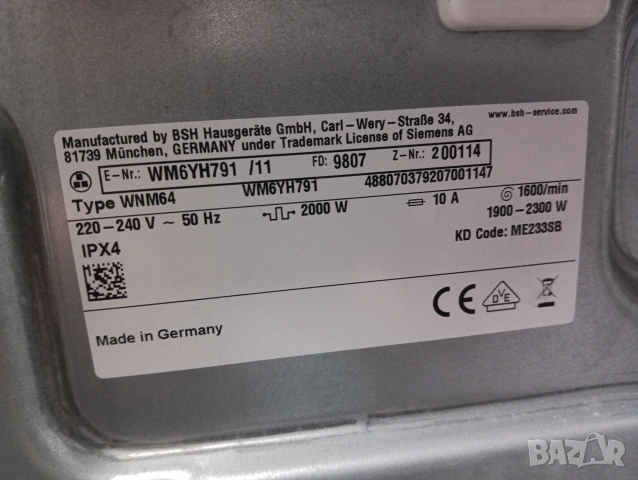 www.bsh-service.com
Manufactured by BSH Hausgeräte GmbH, Carl-Wery-Straße 34,
81739 München, GERMANY under Trademark License of Siemens AG
E-Nr.: WM6YH791 /11 FD: 9807 Z-Nr.: 200114
Type WNM64 WM6YH791 488070379207001147
220-240 V ~ 50 Hz 2000 W 10 A 1600/min
1900-2300 W
IPX4 KD Code: ME233SB
CE DVE
Made in Germany
BAZAR